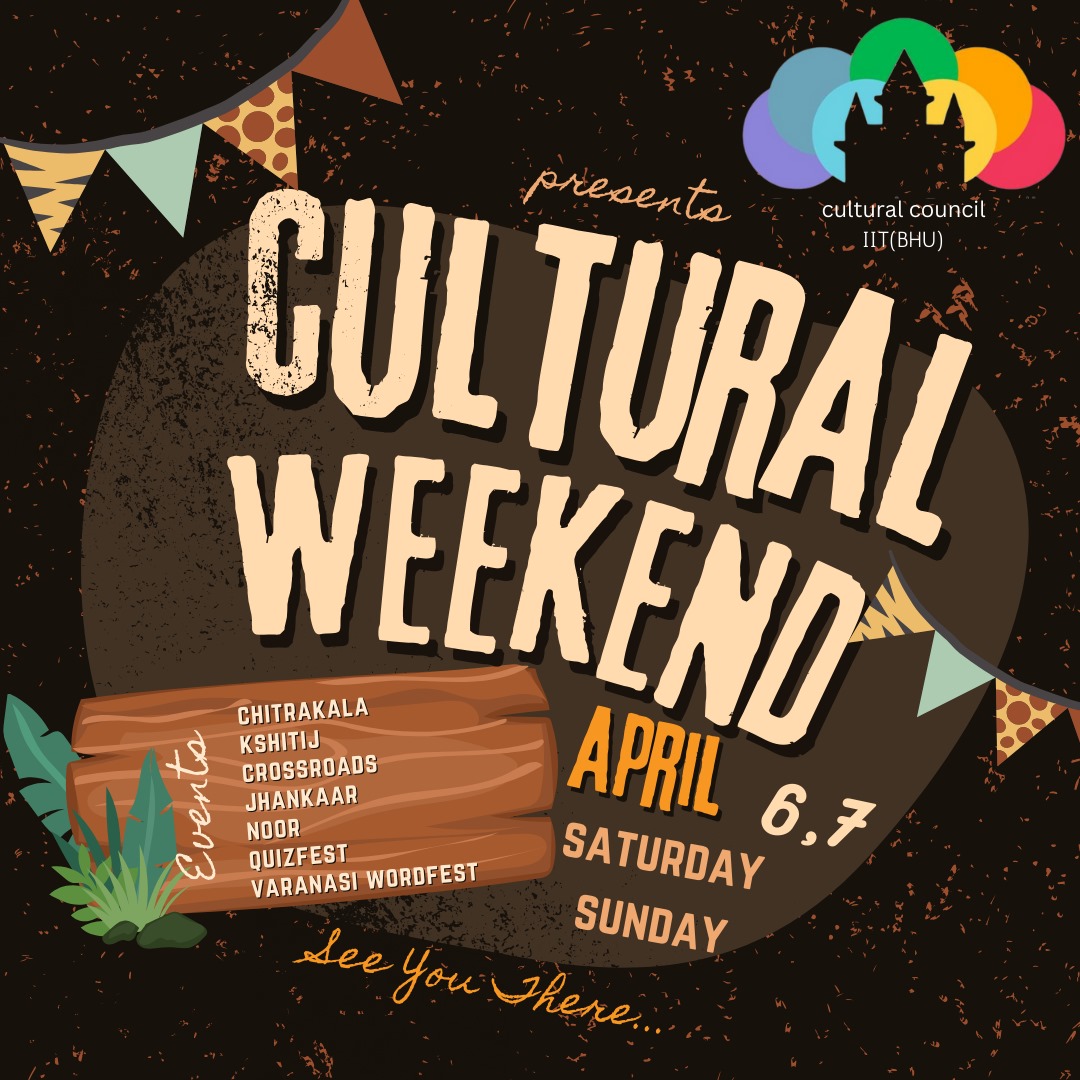 cultural council
IIT(BHU)
presents
CULTURAL
WEEKEND
APRIL 6,7
SATURDAY
SUNDAY
Events
CHITRAKALA
KSHITIJ
CROSSROADS
JHANKAAR
NOOR
QUIZFEST
VARANASI WORDFEST
See You There...